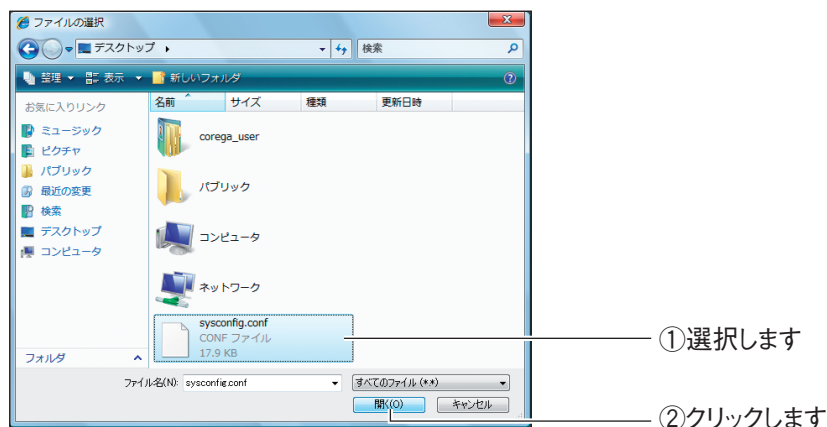 ファイルの選択
デスクトップ
検索
整理 表示 新しいフォルダ
お気に入りリンク
ミュージック
ピクチャ
パブリック
最近の変更
検索
デスクトップ
コンピュータ
フォルダ
名前 サイズ 種類 更新日時
corega_user
パブリック
コンピュータ
ネットワーク
sysconfig.conf
CONF ファイル
17.9 KB
①選択します
ファイル名(N): sysconfig.conf すべてのファイル (*.*)
開く(O) キャンセル
②クリックします